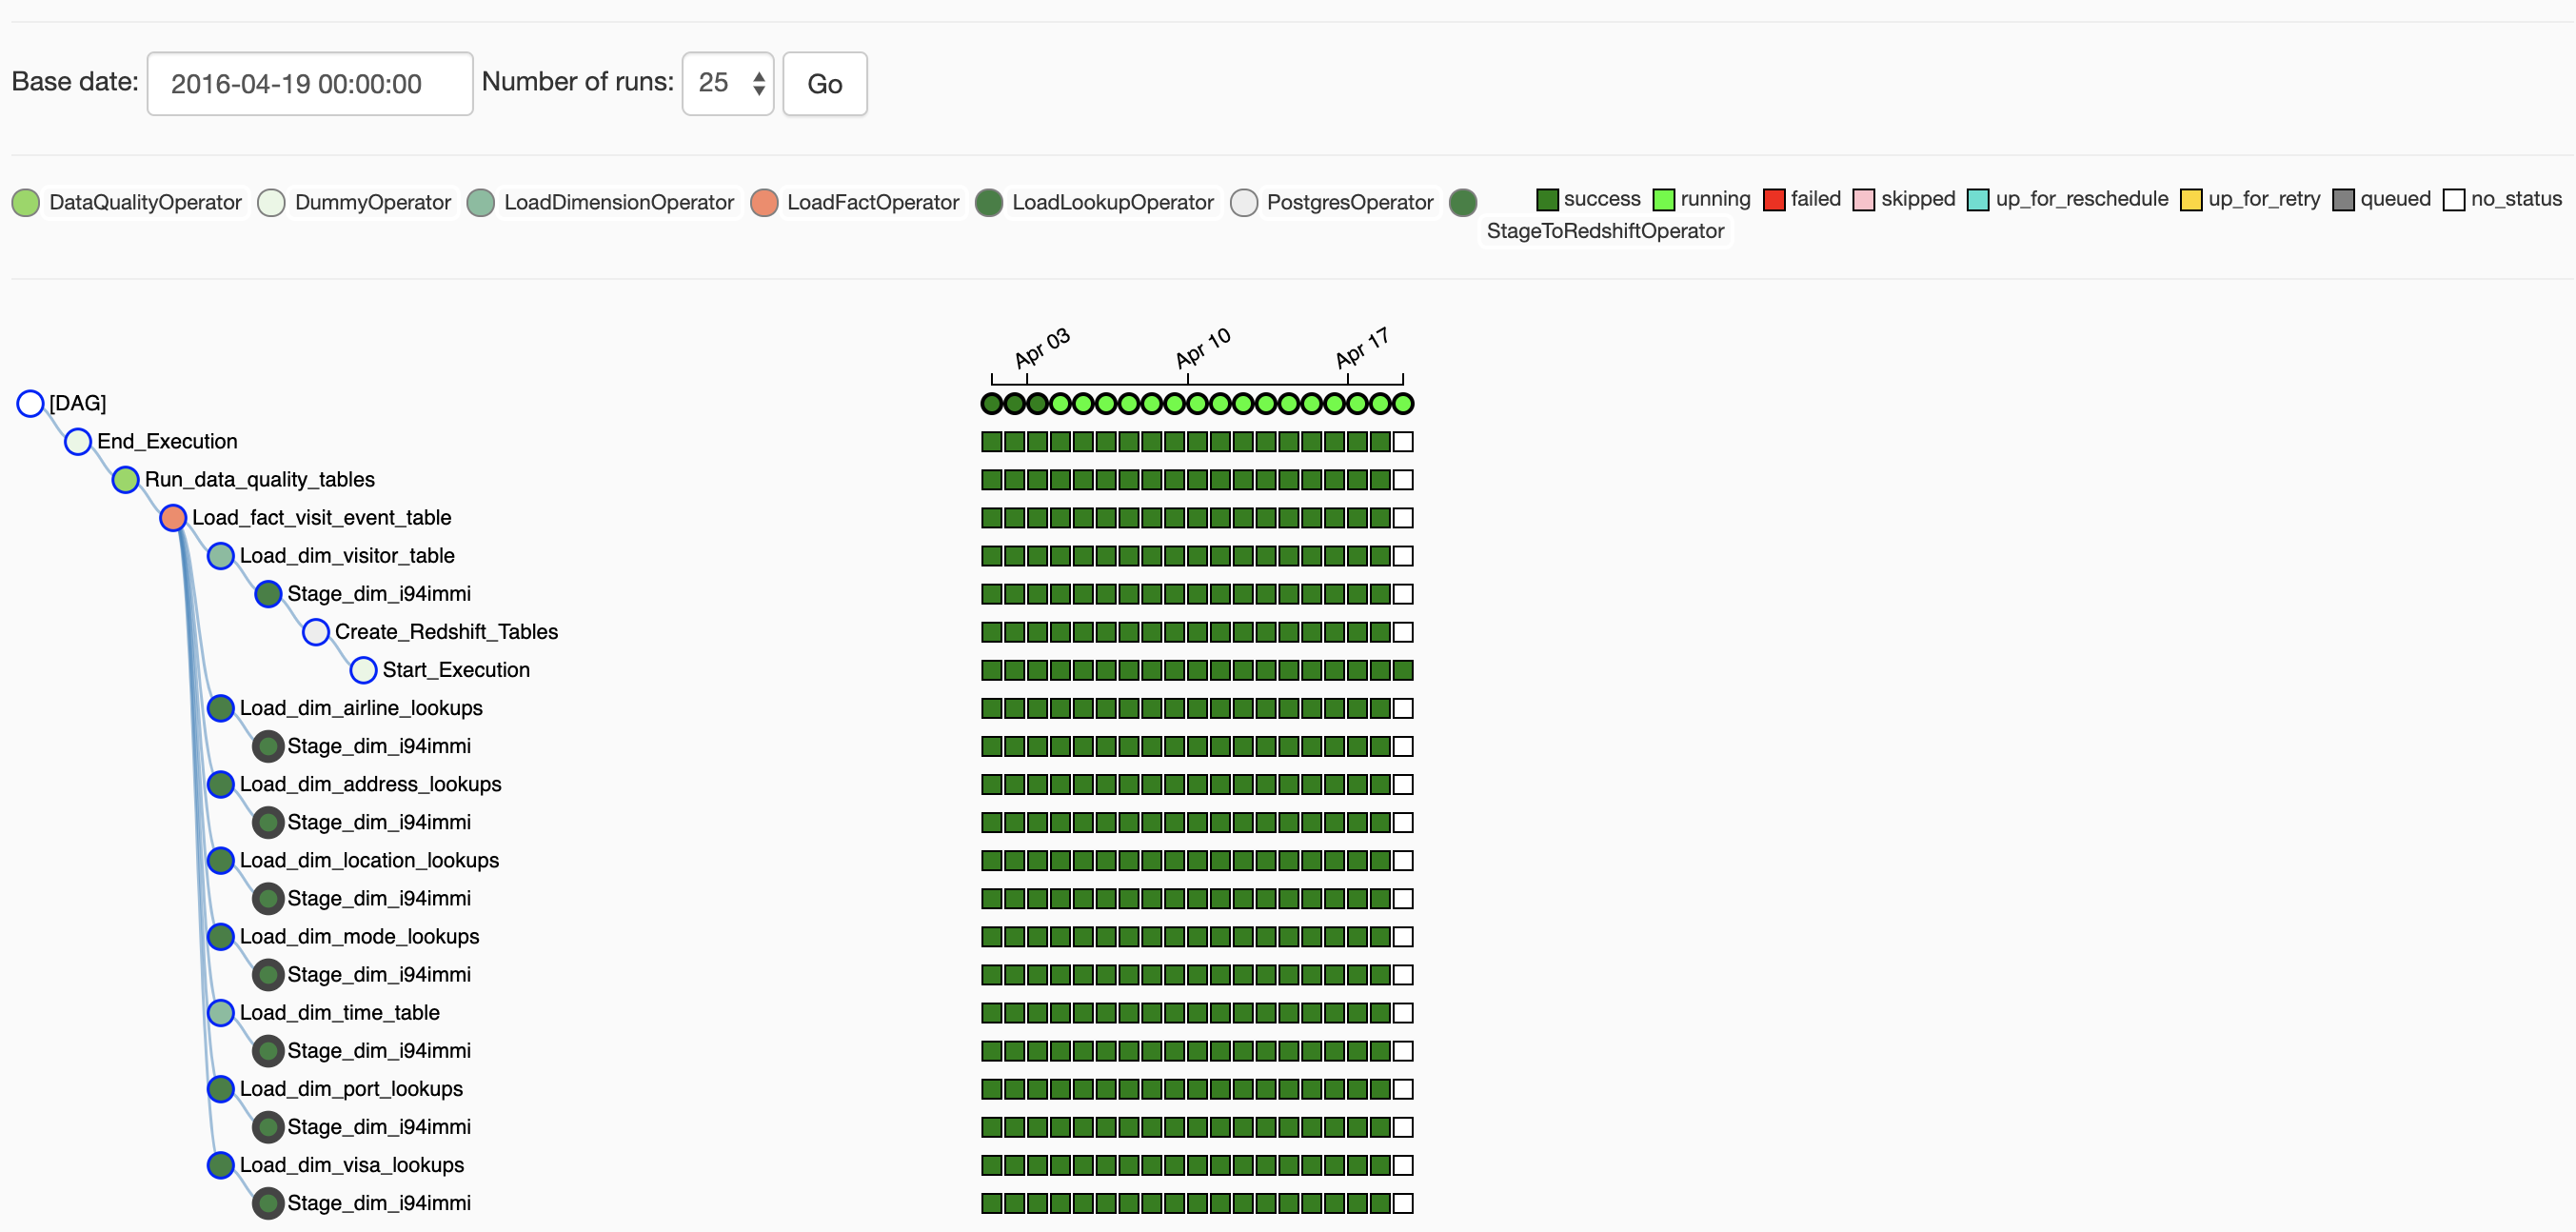 Base date: 2016-04-19 00:00:00 Number of runs: 25 Go
DataQualityOperator DummyOperator LoadDimensionOperator LoadFactOperator LoadLookupOperator PostgresOperator
StageToRedshiftOperator
success running failed skipped up_for_reschedule up_for_retry queued no_status
Apr 03 Apr 10 Apr 17
[DAG]
End_Execution
Run_data_quality_tables
Load_fact_visit_event_table
Load_dim_visitor_table
Stage_dim_i94immi
Create_Redshift_Tables
Start_Execution
Load_dim_airline_lookups
Stage_dim_i94immi
Load_dim_address_lookups
Stage_dim_i94immi
Load_dim_location_lookups
Stage_dim_i94immi
Load_dim_mode_lookups
Stage_dim_i94immi
Load_dim_time_table
Stage_dim_i94immi
Load_dim_port_lookups
Stage_dim_i94immi
Load_dim_visa_lookups
Stage_dim_i94immi